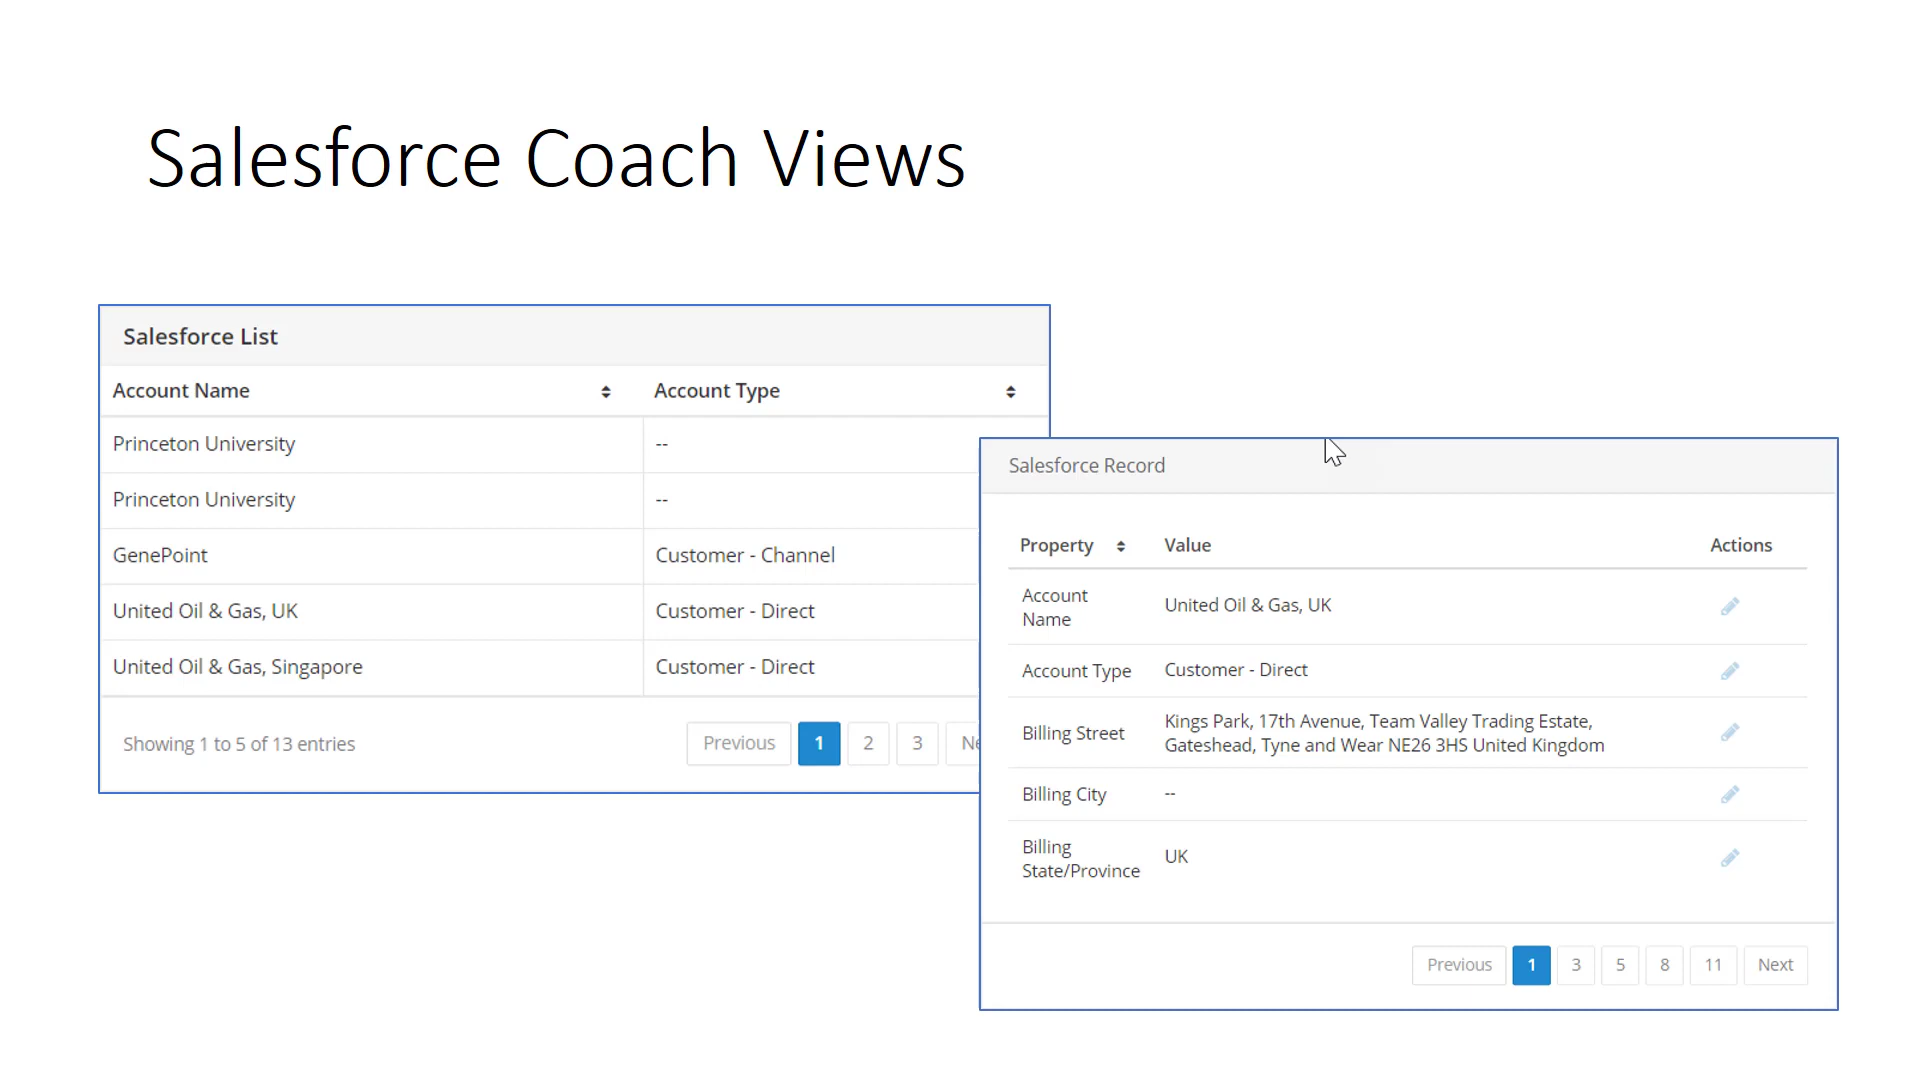 Salesforce Coach Views
Salesforce List
Account Name Account Type
Princeton University --
Princeton University --
GenePoint Customer - Channel
United Oil & Gas, UK Customer - Direct
United Oil & Gas, Singapore Customer - Direct
Showing 1 to 5 of 13 entries Previous 1 2 3
Salesforce Record
Property Value Actions
Account
Name
United Oil & Gas, UK
Account Type Customer - Direct
Billing Street
Kings Park, 17th Avenue, Team Valley Trading Estate,
Gateshead, Tyne and Wear NE26 3HS United Kingdom
Billing City --
Billing
State/Province
UK
Previous 1 3 5 8 11 Next